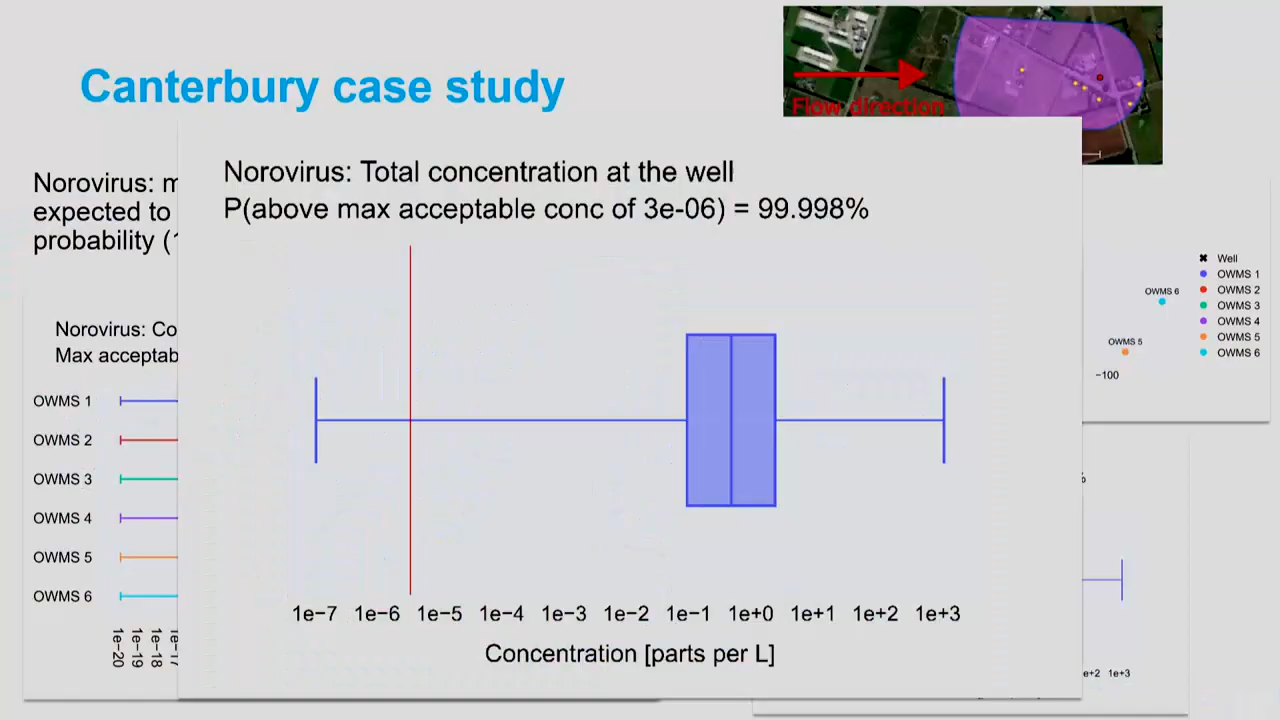 Canterbury case study
Flow direction
Norovirus: m
expected to
probability (
Norovirus: Total concentration at the well
P(above max acceptable conc of 3e-06) = 99.998%
1e−7 1e−6 1e−5 1e−4 1e−3 1e−2 1e−1 1e+0 1e+1 1e+2 1e+3
Concentration [parts per L]
Norovirus: Co
Max acceptab
OWMS 1
OWMS 2
OWMS 3
OWMS 4
OWMS 5
OWMS 6
1e−20
1e−19
1e−18
1e−17
Well
OWMS 1
OWMS 2
OWMS 3
OWMS 4
OWMS 5
OWMS 6
OWMS 6
OWMS 5
−100
%
e+2 1e+3